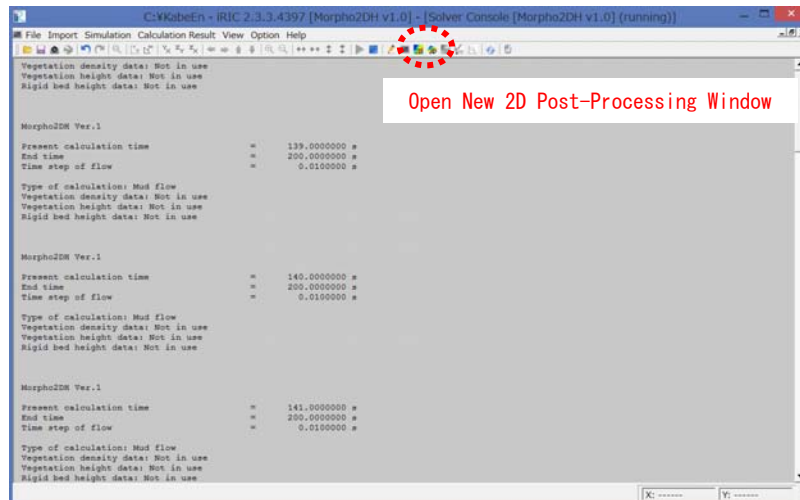 C:¥KobeEn - iRIC 2.3.3.4397 [Morpho2DH v1.0] - [Solver Console [Morpho2DH v1.0] (running)]
File Import Simulation Calculation Result View Option Help
Open New 2D Post-Processing Window
Vegetation density data: Not in use
Vegetation height data: Not in use
Rigid bed height data: Not in use
Morpho2DH Ver.1
Present calculation time = 139.0000000 s
End time = 200.0000000 s
Time step of flow = 0.0100000 s
Type of calculation: Mud flow
Vegetation density data: Not in use
Vegetation height data: Not in use
Rigid bed height data: Not in use
Morpho2DH Ver.1
Present calculation time = 140.0000000 s
End time = 200.0000000 s
Time step of flow = 0.0100000 s
Type of calculation: Mud flow
Vegetation density data: Not in use
Vegetation height data: Not in use
Rigid bed height data: Not in use
Morpho2DH Ver.1
Present calculation time = 141.0000000 s
End time = 200.0000000 s
Time step of flow = 0.0100000 s
Type of calculation: Mud flow
Vegetation density data: Not in use
Vegetation height data: Not in use
Rigid bed height data: Not in use
X: ------ Y: ------